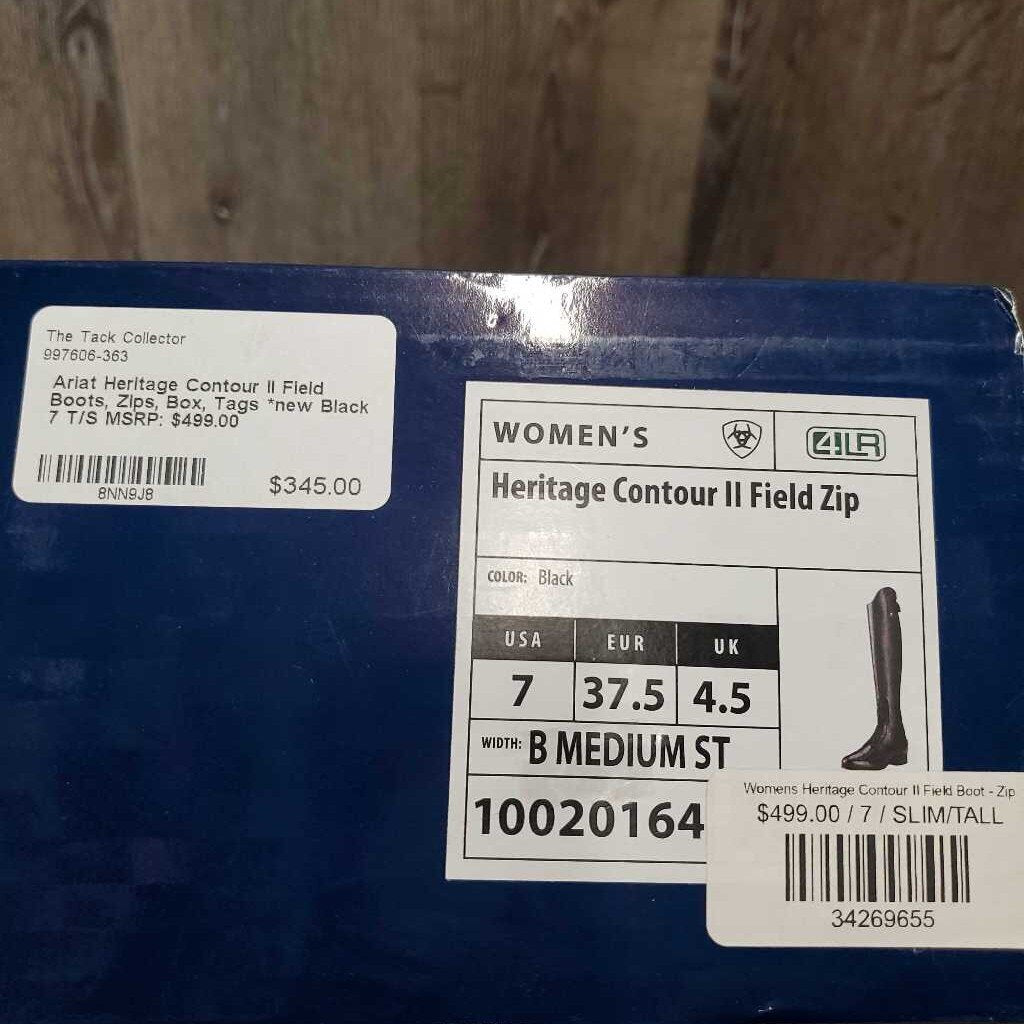 The Tack Collector
997606-363
Ariat Heritage Contour II Field
Boots, Zips, Box, Tags *new Black
7 T/S MSRP: $499.00
8NN9J8
$345.00
WOMEN'S
4LR
Heritage Contour II Field Zip
COLOR: Black
USA EUR UK
7 37.5 4.5
WIDTH: B MEDIUM ST
10020164
Womens Heritage Contour II Field Boot - Zip
$499.00 / 7 / SLIM/TALL
34269655